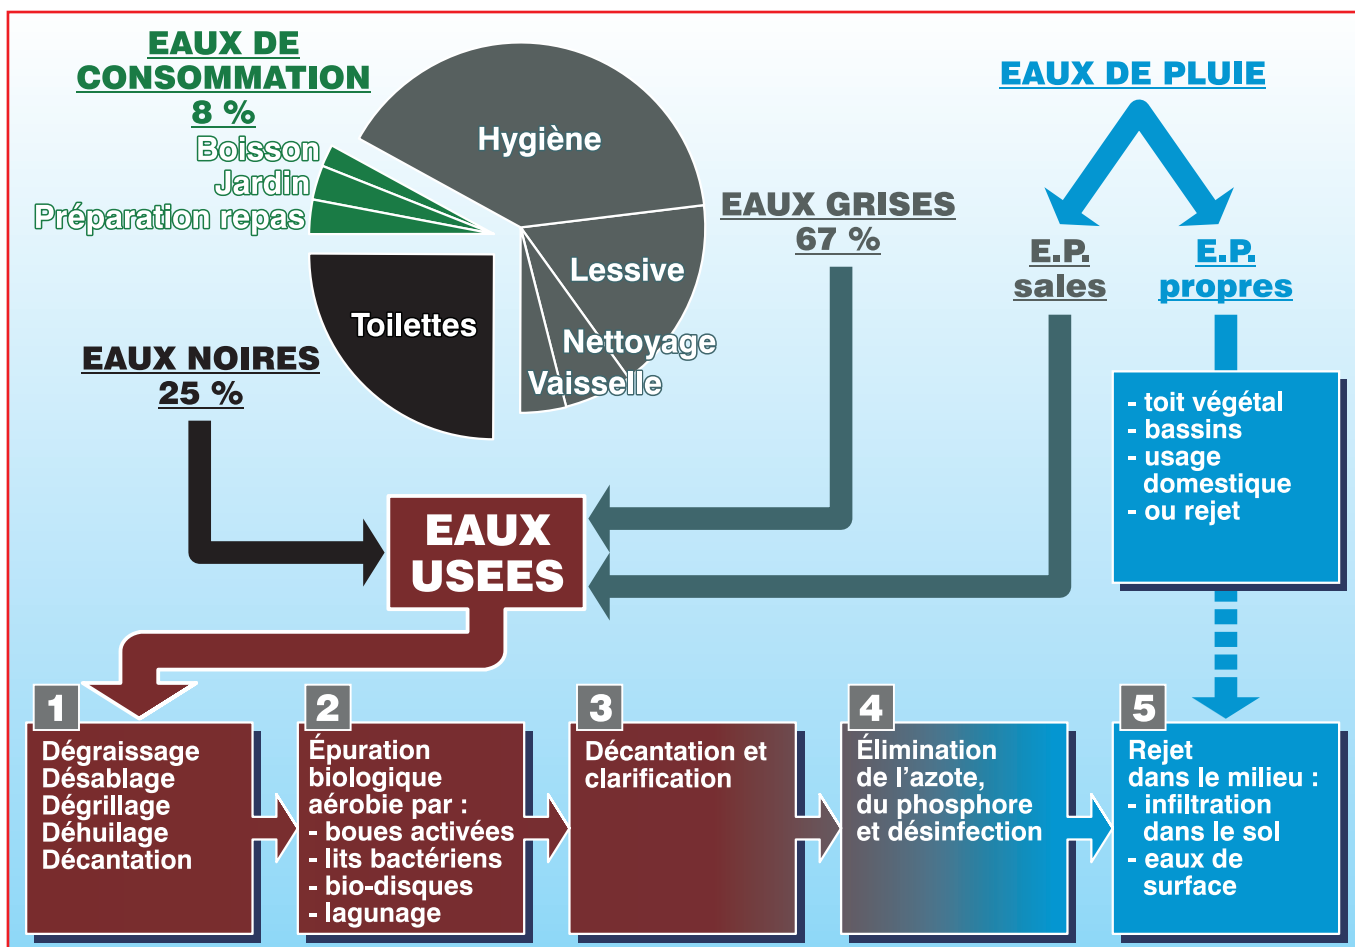 EAUX DE
CONSOMMATION
8 %
Boisson
Jardin
Préparation repas
Hygiène
Lessive
Nettoyage
Vaisselle
Toilettes
EAUX GRISES
67 %
EAUX NOIRES
25 %
EAUX DE PLUIE
E.P.
sales
E.P.
propres
- toit végétal
- bassins
- usage
domestique
- ou rejet
EAUX
USEES
1
Dégraissage
Désablage
Dégrillage
Déhuilage
Décantation
2
Épuration
biologique
aérobie par :
- boues activées
- lits bactériens
- bio-disques
- lagunage
3
Décantation et
clarification
4
Élimination
de l'azote,
du phosphore
et désinfection
5
Rejet
dans le milieu :
- infiltration
dans le sol
- eaux de
surface